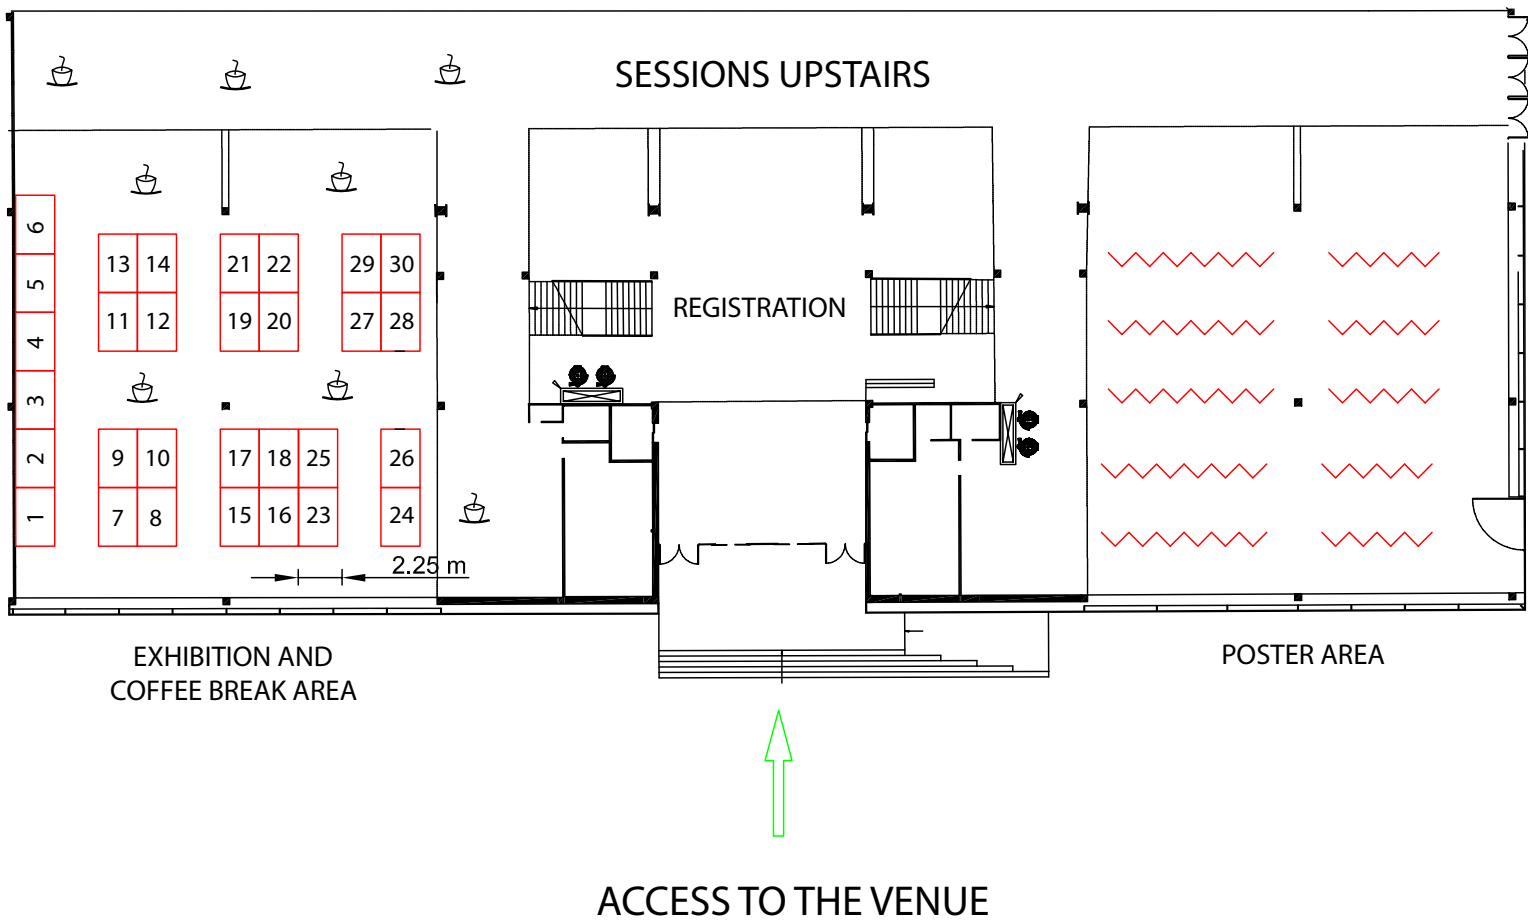 SESSIONS UPSTAIRS
6
5
4
3
2
1
13 14
21 22
29 30
11 12
19 20
27 28
REGISTRATION
9 10
17 18 25
26
7 8
15 16 23
24
2.25 m
EXHIBITION AND
COFFEE BREAK AREA
POSTER AREA
ACCESS TO THE VENUE